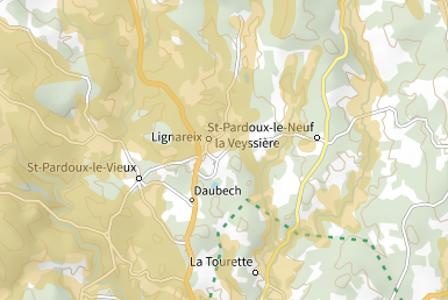 St-Pardoux-le-Neuf
Lignareix
la Veyssière
St-Pardoux-le-Vieux
Daubech
La Tourette